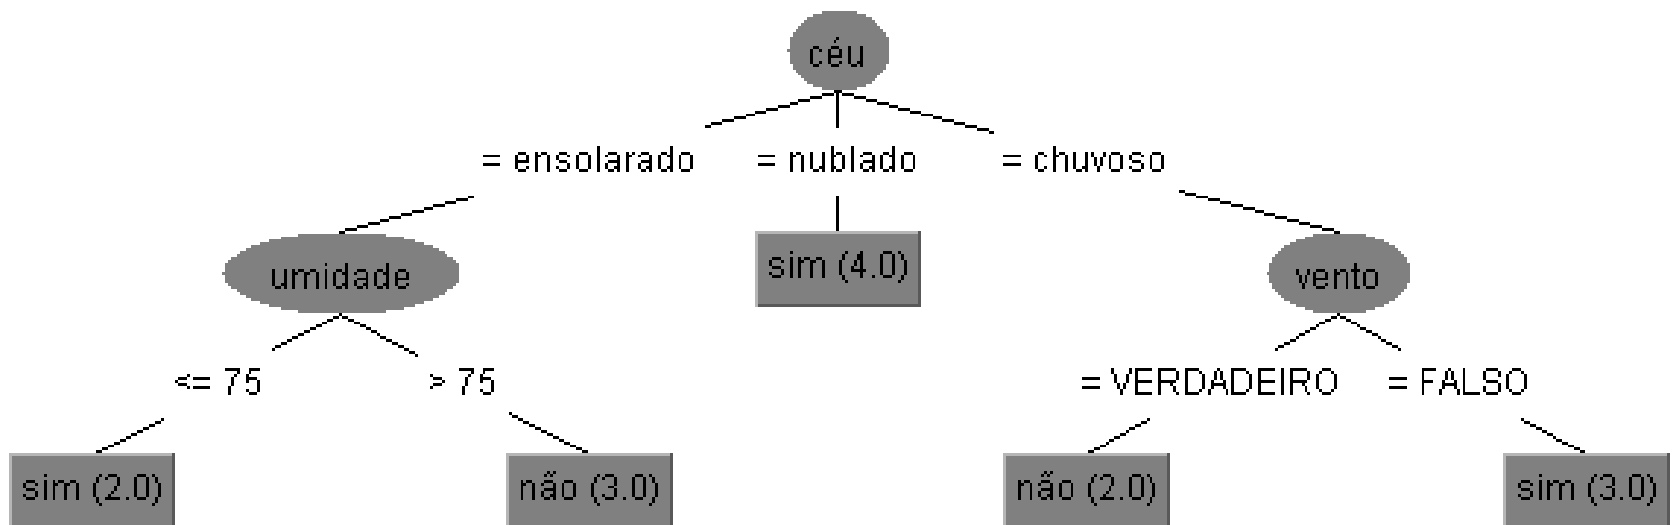 céu
= ensolarado = nublado = chuvoso
umidade sim (4.0) vento
<= 75 > 75 = VERDADEIRO = FALSO
sim (2.0) não (3.0) não (2.0) sim (3.0)